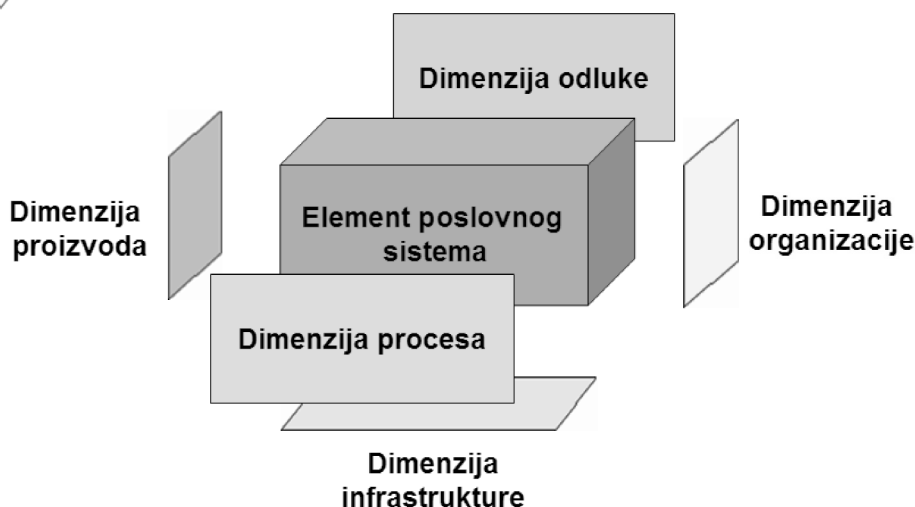 Dimenzija odluke
Dimenzija
proizvoda
Element poslovnog
sistema
Dimenzija
organizacije
Dimenzija procesa
Dimenzija
infrastrukture